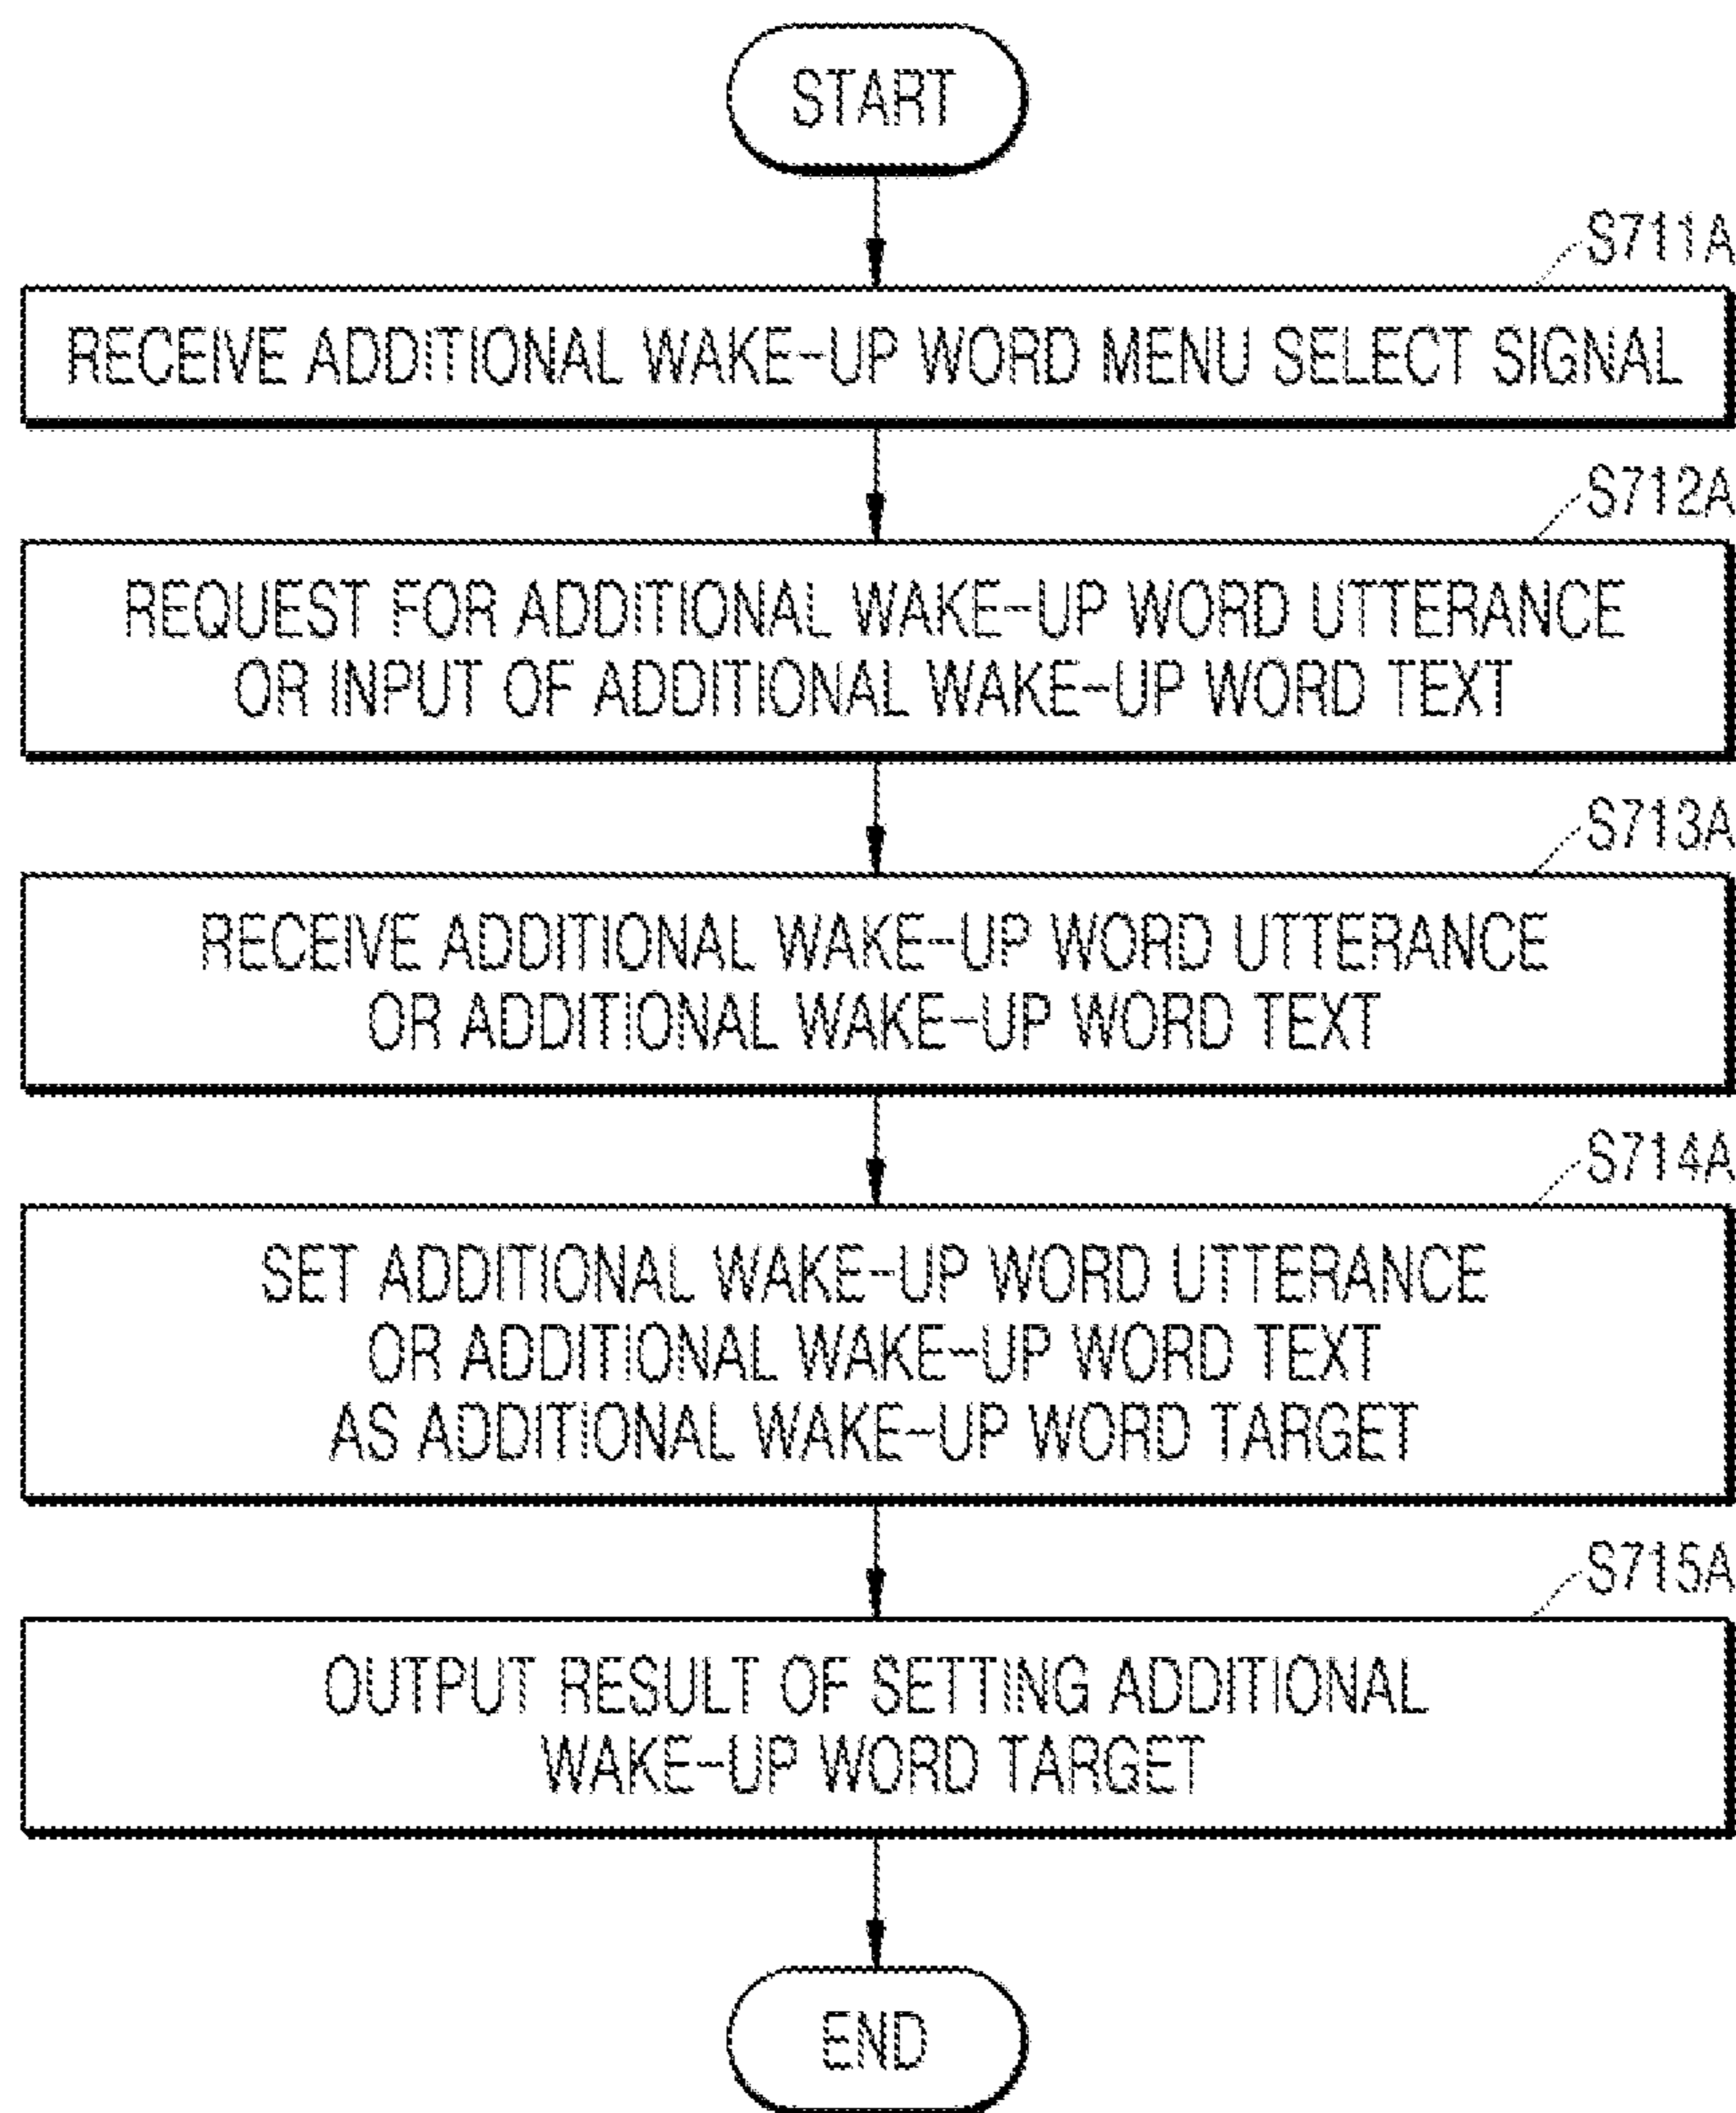 START
S711A
RECEIVE ADDITIONAL WAKE-UP WORD MENU SELECT SIGNAL
S712A
REQUEST FOR ADDITIONAL WAKE-UP WORD UTTERANCE
OR INPUT OF ADDITIONAL WAKE-UP WORD TEXT
S713A
RECEIVE ADDITIONAL WAKE-UP WORD UTTERANCE
OR ADDITIONAL WAKE-UP WORD TEXT
S714A
SET ADDITIONAL WAKE-UP WORD UTTERANCE
OR ADDITIONAL WAKE-UP WORD TEXT
AS ADDITIONAL WAKE-UP WORD TARGET
S715A
OUTPUT RESULT OF SETTING ADDITIONAL
WAKE-UP WORD TARGET
END